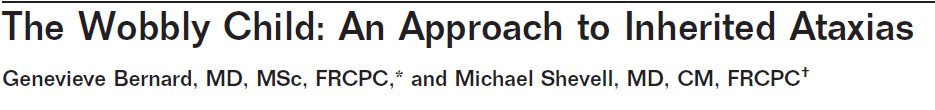 The Wobbly Child: An Approach to Inherited Ataxias
Genevieve Bernard, MD, MSc, FRCPC,* and Michael Shevell, MD, CM, FRCPC†